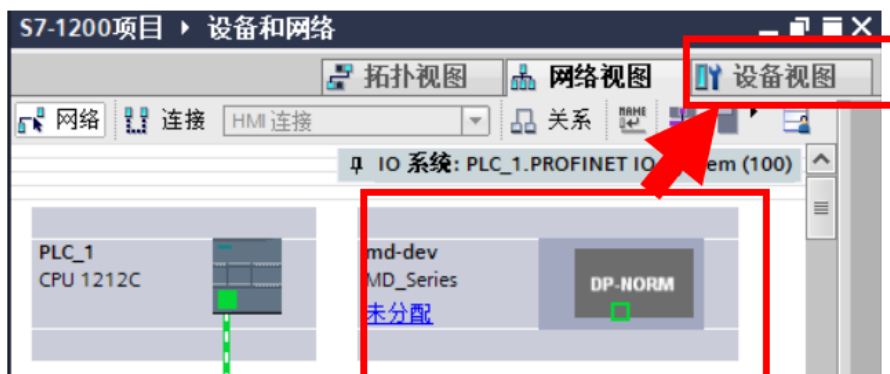 S7-1200项目 ▸ 设备和网络
拓扑视图 网络视图 设备视图
网络 连接 HMI 连接 关系 NAME
IO 系统: PLC_1.PROFINET IO em (100)
PLC_1
CPU 1212C
md-dev
MD_Series
未分配
DP-NORM